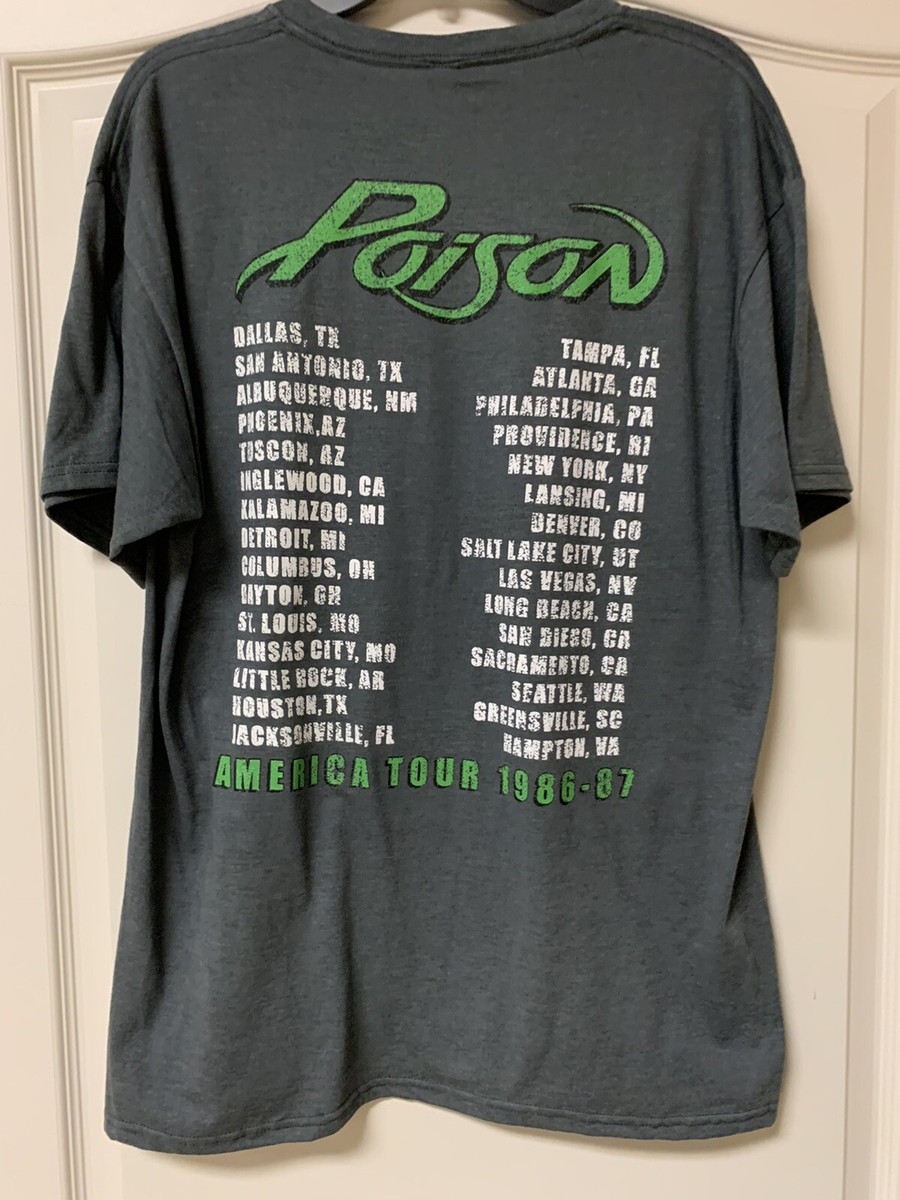 POISON
DALLAS, TX
SAN ANTONIO, TX
ALBUQUERQUE, NM
PHOENIX,AZ
TUSCON, AZ
INGLEWOOD, CA
KALAMAZOO, MI
DETROIT, MI
COLUMBUS, OH
DAYTON, OH
ST. LOUIS, MO
KANSAS CITY, MO
LITTLE ROCK, AR
HOUSTON,TX
JACKSONVILLE, FL
TAMPA, FL
ATLANTA, GA
PHILADELPHIA, PA
PROVIDENCE, RI
NEW YORK, NY
LANSING, MI
DENVER, CO
SALT LAKE CITY, UT
LAS VEGAS, NV
LONG BEACH, CA
SAN DIEGO, CA
SACRAMENTO, CA
SEATTLE, WA
GREENSVILLE, SC
HAMPTON, VA
AMERICA TOUR 1986-87